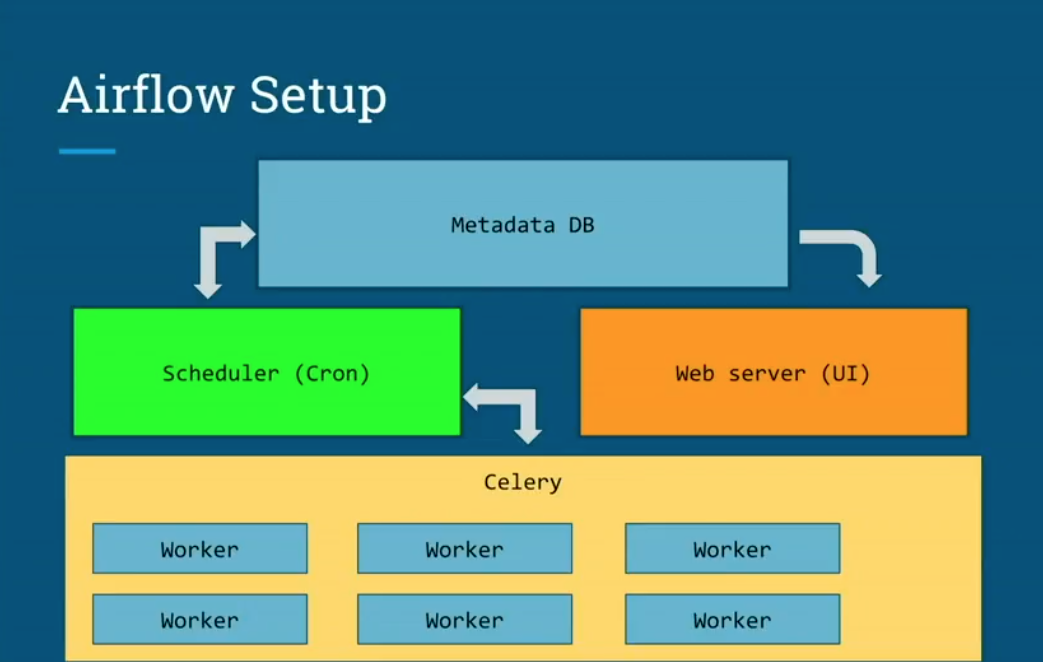 Airflow Setup
Metadata DB
Scheduler (Cron)
Web server (UI)
Celery
Worker
Worker
Worker
Worker
Worker
Worker